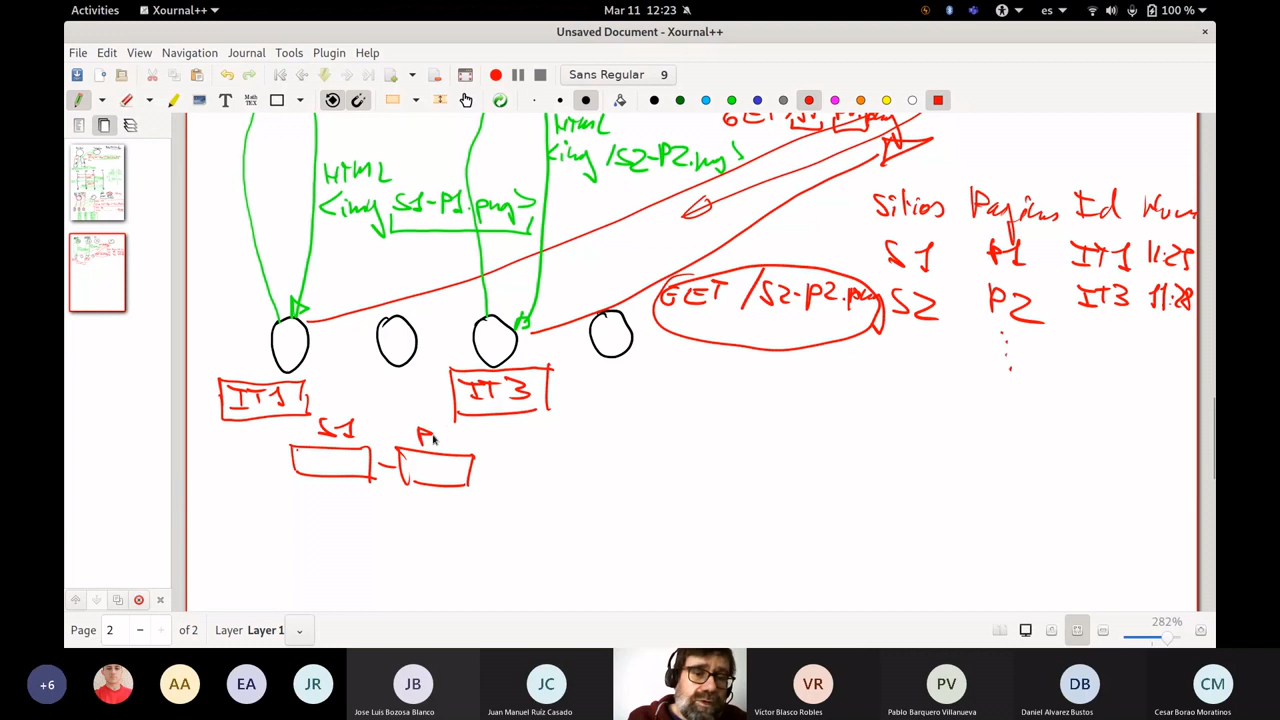 Activities
Xournal++
Mar 11 12:23
es
100 %
Unsaved Document - Xournal++
File Edit View Navigation Journal Tools Plugin Help
Sans Regular 9
HTML
<img S1-P1.png>
HTML
<img /S2-P2.png>
GET
Sitios Paginas Id
S1 P1 IT1 11:25
S2 P2 IT3 11:28
GET /S2-P2.png
IT1
IT3
S1 P
Page 2 of 2 Layer Layer 1
282%
+6
AA
EA
JR
JB
Jose Luis Bozosa Blanco
JC
Juan Manuel Ruiz Casado
VR
Víctor Blasco Robles
PV
Pablo Barquero Villanueva
DB
Daniel Alvarez Bustos
CM
Cesar Borao Moratinos